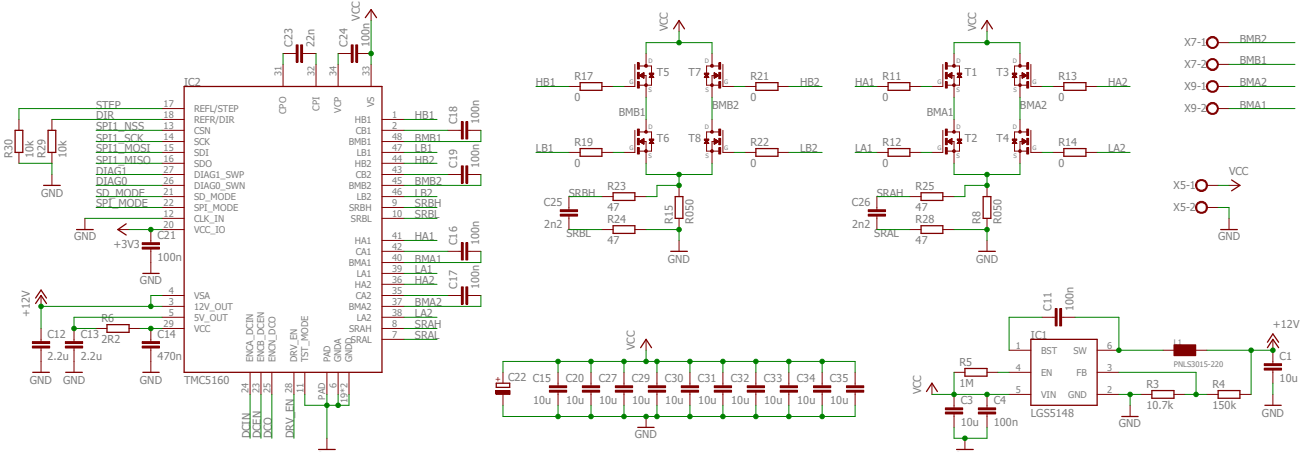 VCC
C23
22n
C24
100n
31
32
34
33
IC2
CPO
CPI
VCP
VS
STEP 17 REFL/STEP
DIR 18 REFR/DIR
SPI1_NSS 13 CSN
SPI1_SCK 14 SCK
SPI1_MOSI 15 SDI
SPI1_MISO 16 SDO
DIAG1 27 DIAG1_SWP
DIAG0 26 DIAG0_SWN
SD_MODE 21 SD_MODE
SPI_MODE 22 SPI_MODE
12 CLK_IN
20 VCC_IO
R30
10k
R29
10k
GND
GND
+3V3
C21
100n
GND
+12V
4 VSA
3 12V_OUT
5 5V_OUT
29 VCC
R6
2R2
C12
2.2u
C13
2.2u
C14
470n
GND
GND
GND
TMC5160
HB1 1 HB1
CB1 2
BMB1 48 BMB1
LB1 47 LB1
HB2 44 HB2
CB2 43
BMB2 45 BMB2
LB2 46 LB2
SRBH 9 SRBH
SRBL 10 SRBL
HA1 41 HA1
CA1 42
BMA1 40 BMA1
LA1 39 LA1
HA2 36 HA2
CA2 35
BMA2 37 BMA2
LA2 38 LA2
SRAH 8 SRAH
SRAL 7 SRAL
C18
100n
C19
100n
C16
100n
C17
100n
ENCA_DCIN
ENCB_DCEN
ENCN_DCO
DRV_EN
TST_MODE
PAD
GNDA
GNDD
24
23
25
28
11
PAD
6
19*2
DCIN
DCEN
DCO
DRV_EN
VCC
HB1
R17
0
D
G
S
T5
T7
D
G
S
R21
0
HB2
BMB1
BMB2
LB1
R19
0
D
G
S
T6
T8
D
G
S
R22
0
LB2
C25
2n2
SRBH
R23
47
SRBL
R24
47
R15
R050
GND
VCC
HA1
R11
0
D
G
S
T1
T3
D
G
S
R13
0
HA2
BMA1
BMA2
LA1
R12
0
D
G
S
T2
T4
D
G
S
R14
0
LA2
C26
2n2
SRAH
R25
47
SRAL
R28
47
R8
R050
GND
X7-1 BMB2
X7-2 BMB1
X9-1 BMA2
X9-2 BMA1
X5-1
VCC
X5-2
GND
VCC
+
C22
C15
10u
C20
10u
C27
10u
C29
10u
C30
10u
C31
10u
C32
10u
C33
10u
C34
10u
C35
10u
GND
C11
100n
IC1
1 BST SW 6
4 EN FB 3
5 VIN GND 2
LGS5148
R5
1M
VCC
C3
10u
C4
100n
L1
PNLS3015-220
+12V
C1
10u
R3
10.7k
R4
150k
GND
GND